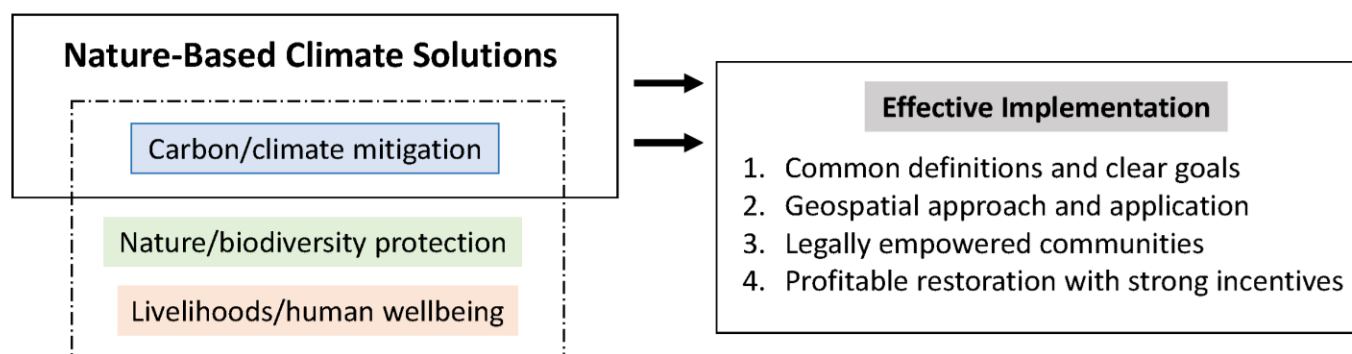 Nature-Based Climate Solutions
Carbon/climate mitigation
Nature/biodiversity protection
Livelihoods/human wellbeing
Effective Implementation
1. Common definitions and clear goals
2. Geospatial approach and application
3. Legally empowered communities
4. Profitable restoration with strong incentives